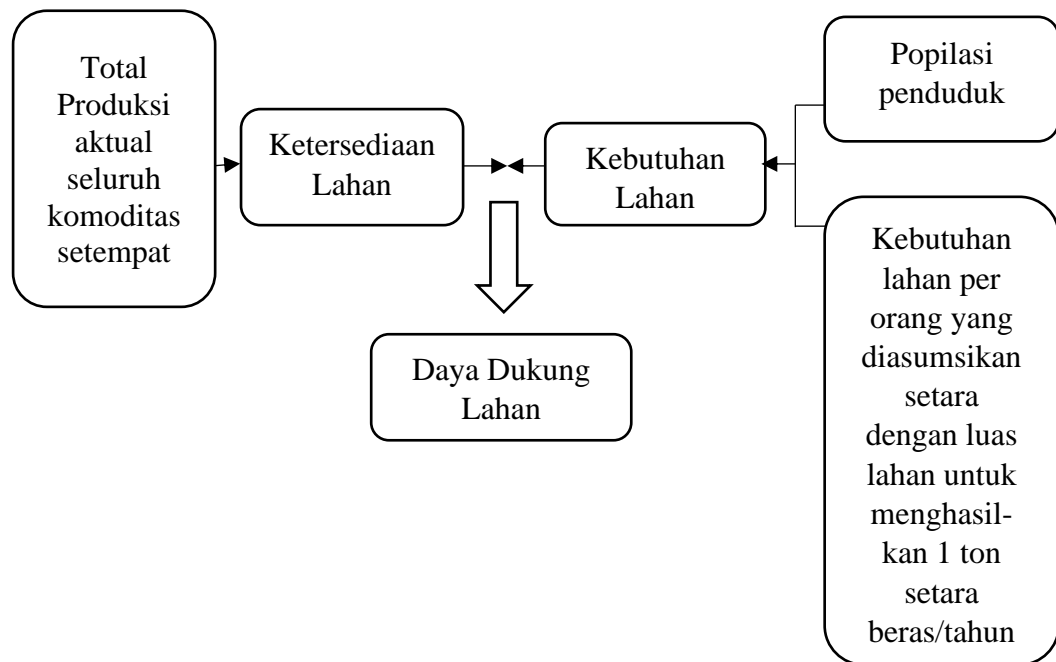 Total
Produksi
aktual
seluruh
komoditas
setempat
Ketersediaan
Lahan
Kebutuhan
Lahan
Popilasi
penduduk
Kebutuhan
lahan per
orang yang
diasumsikan
setara
dengan luas
lahan untuk
menghasil-
kan 1 ton
setara
beras/tahun
Daya Dukung
Lahan